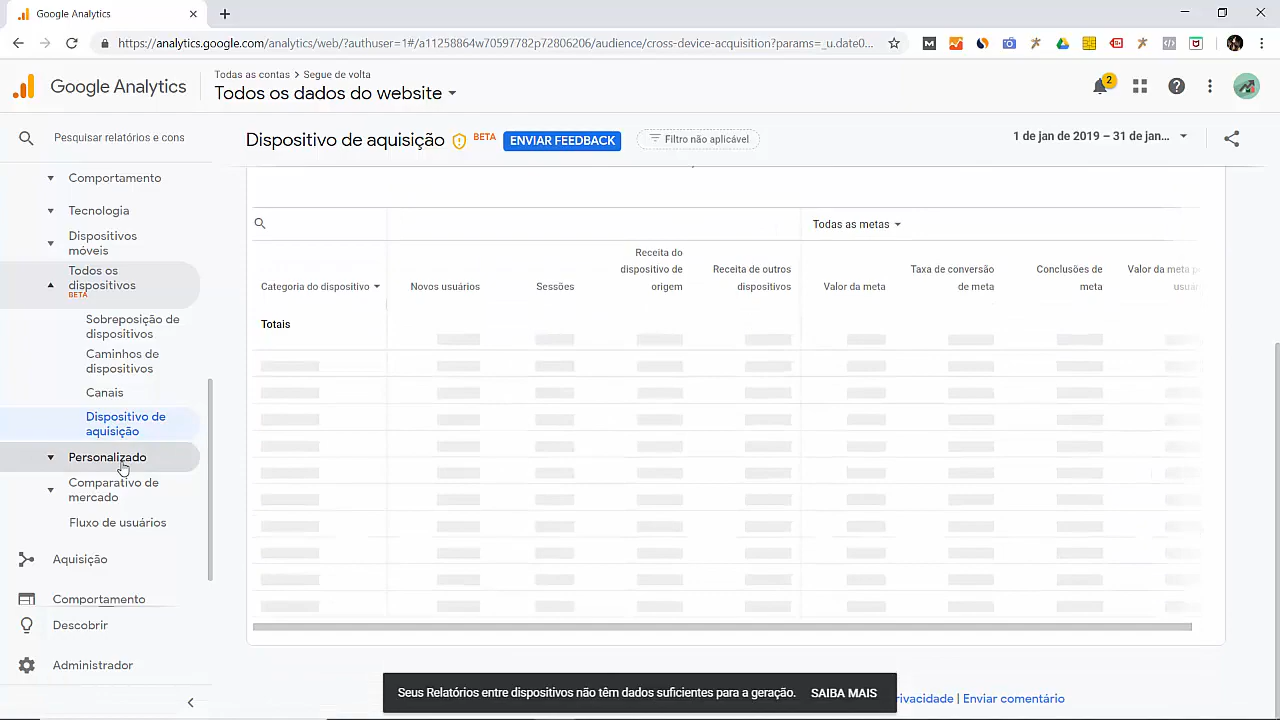 Google Analytics
https://analytics.google.com/analytics/web/?authuser=1#/a11258864w70597782p72806206/audience/cross-device-acquisition?params=_u.date0...
Google Analytics
Todas as contas > Segue de volta
Todos os dados do website
2
Pesquisar relatórios e cons
Dispositivo de aquisição
BETA
ENVIAR FEEDBACK
Filtro não aplicável
1 de jan de 2019 – 31 de jan...
Comportamento
Tecnologia
Dispositivos
móveis
Todos os
dispositivos
BETA
Sobreposição de
dispositivos
Caminhos de
dispositivos
Canais
Dispositivo de
aquisição
Personalizado
Comparativo de
mercado
Fluxo de usuários
Aquisição
Comportamento
Descobrir
Administrador
Todas as metas
Categoria do dispositivo
Novos usuários
Sessões
Receita do
dispositivo de
origem
Receita de outros
dispositivos
Valor da meta
Taxa de conversão
de meta
Conclusões de
meta
Valor da meta p
usuar
Totais
Seus Relatórios entre dispositivos não têm dados suficientes para a geração. SAIBA MAIS
rivacidade | Enviar comentário